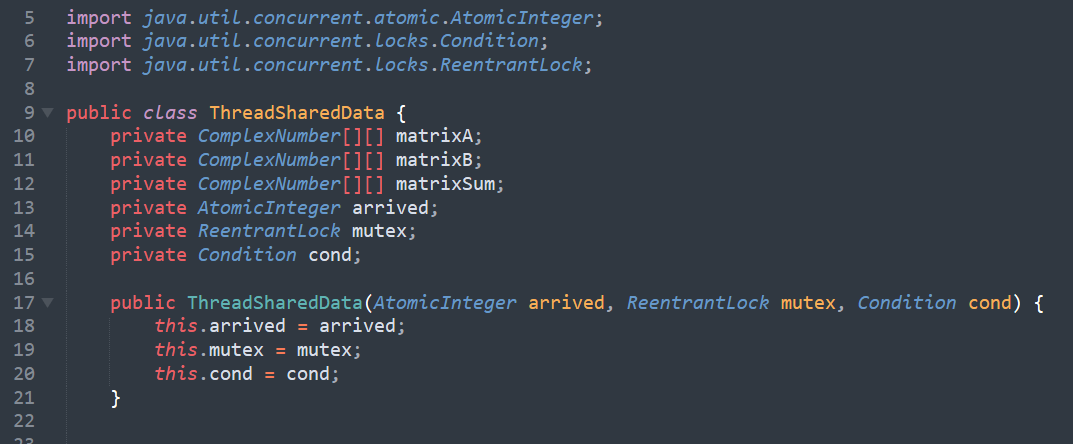 5 import java.util.concurrent.atomic.AtomicInteger;
6 import java.util.concurrent.locks.Condition;
7 import java.util.concurrent.locks.ReentrantLock;
8
9 public class ThreadSharedData {
10     private ComplexNumber[][] matrixA;
11     private ComplexNumber[][] matrixB;
12     private ComplexNumber[][] matrixSum;
13     private AtomicInteger arrived;
14     private ReentrantLock mutex;
15     private Condition cond;
16
17     public ThreadSharedData(AtomicInteger arrived, ReentrantLock mutex, Condition cond) {
18         this.arrived = arrived;
19         this.mutex = mutex;
20         this.cond = cond;
21     }
22